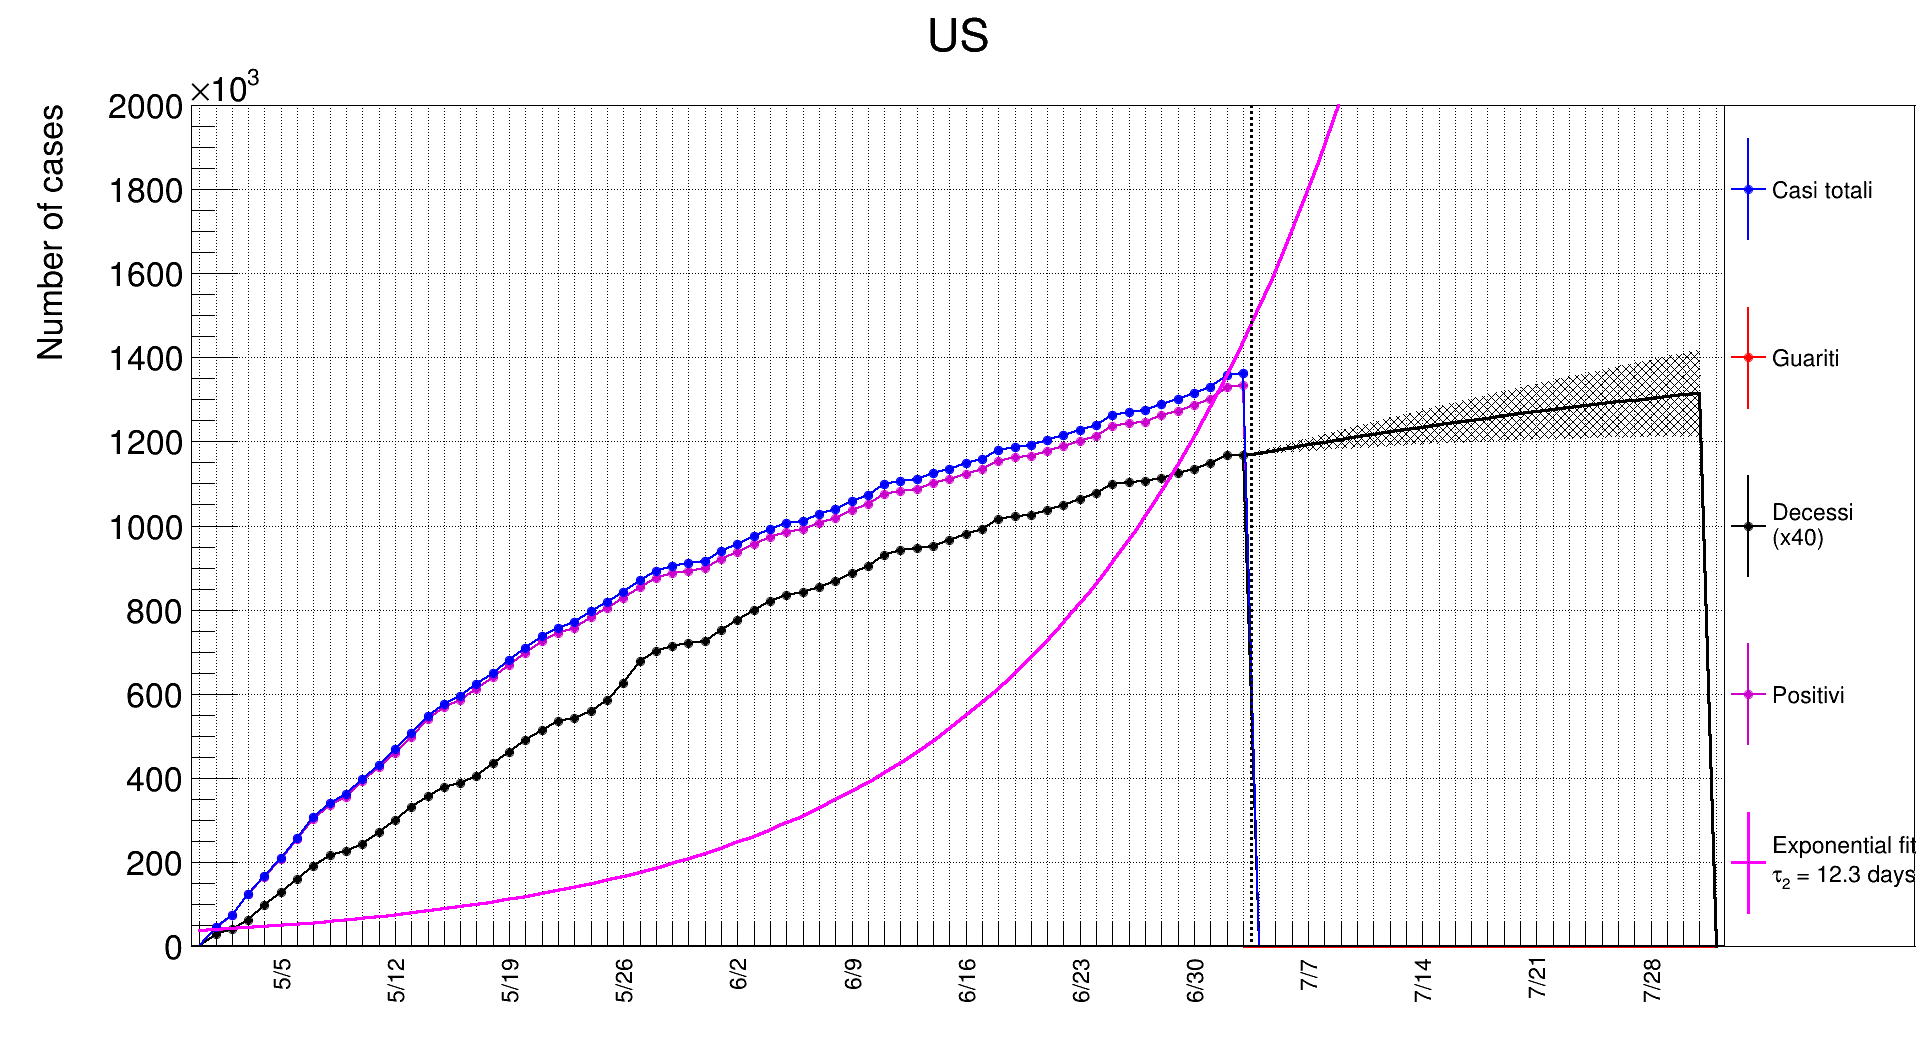 US
×10³
Number of cases
2000
1800
1600
1400
1200
1000
800
600
400
200
0
5/5
5/12
5/19
5/26
6/2
6/9
6/16
6/23
6/30
7/7
7/14
7/21
7/28
Casi totali
Guariti
Decessi
(x40)
Positivi
Exponential fit
τ₂ = 12.3 days